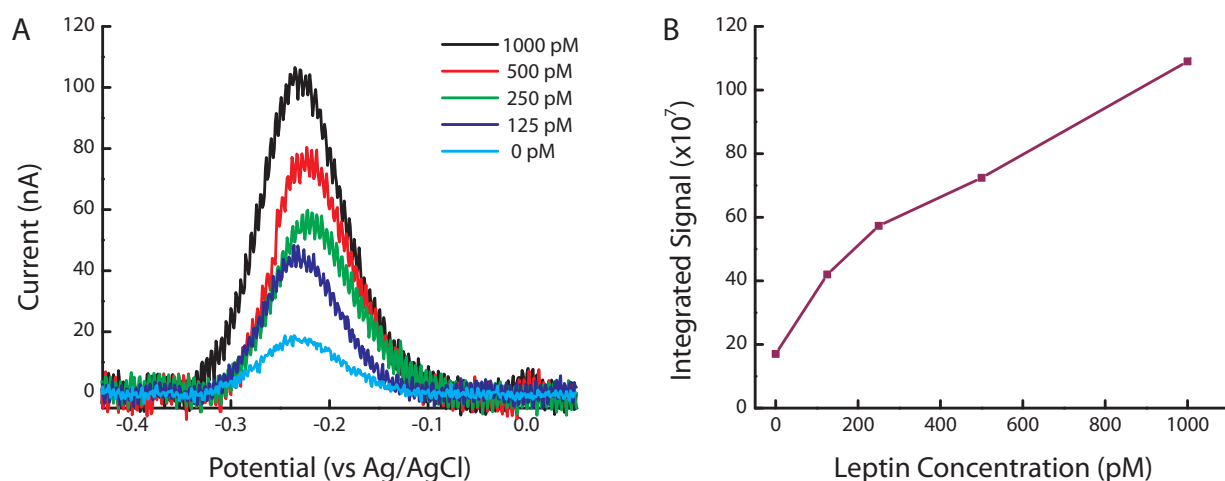 A
120
100
80
60
40
20
0
Current (nA)
1000 pM
500 pM
250 pM
125 pM
0 pM
-0.4
-0.3
-0.2
-0.1
0.0
Potential (vs Ag/AgCl)
B
120
100
80
60
40
20
0
Integrated Signal (x10⁷)
0
200
400
600
800
1000
Leptin Concentration (pM)